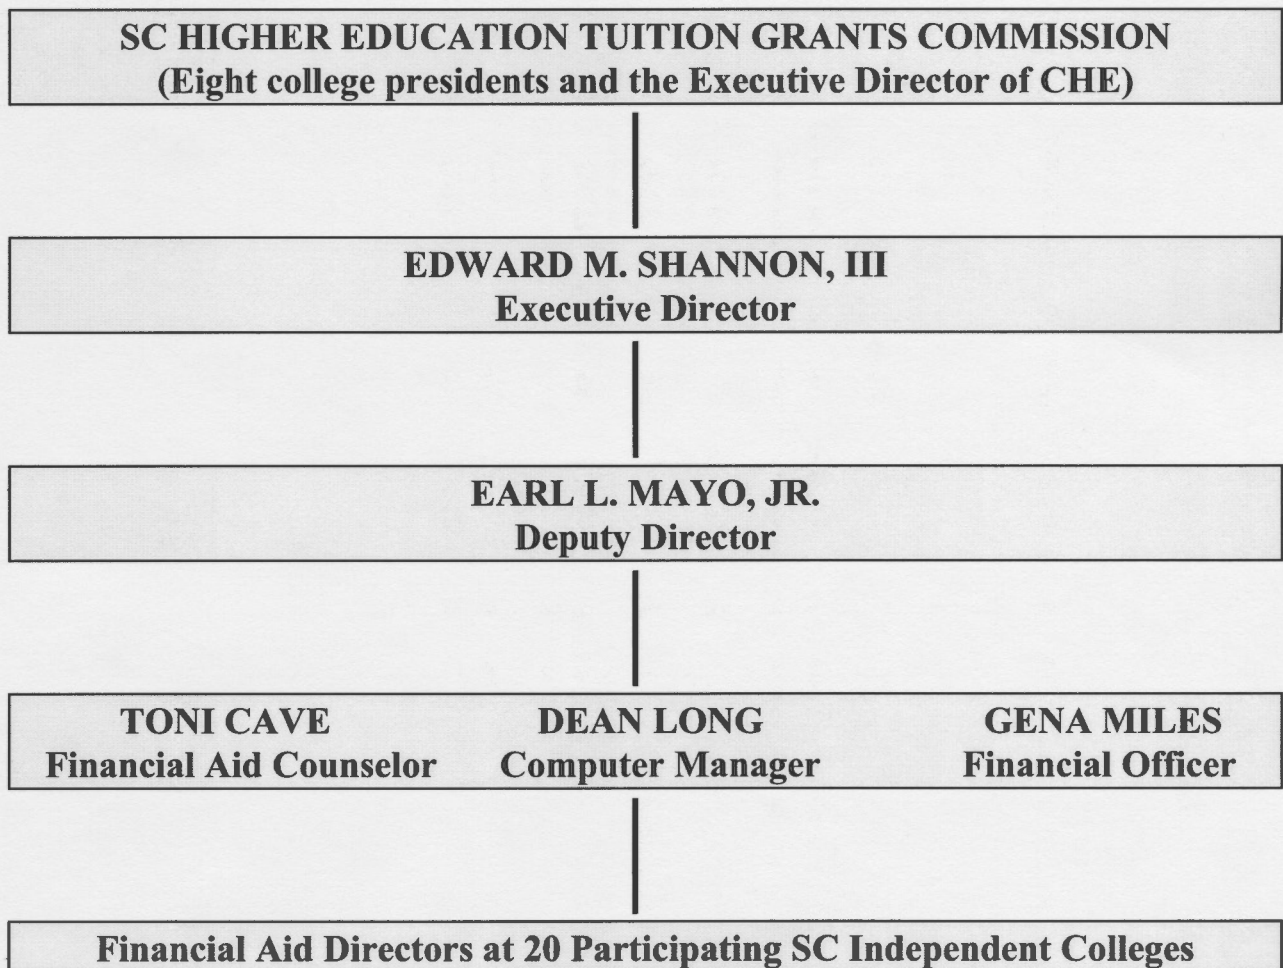 SC HIGHER EDUCATION TUITION GRANTS COMMISSION
(Eight college presidents and the Executive Director of CHE)
EDWARD M. SHANNON, III
Executive Director
EARL L. MAYO, JR.
Deputy Director
TONI CAVE DEAN LONG GENA MILES
Financial Aid Counselor Computer Manager Financial Officer
Financial Aid Directors at 20 Participating SC Independent Colleges